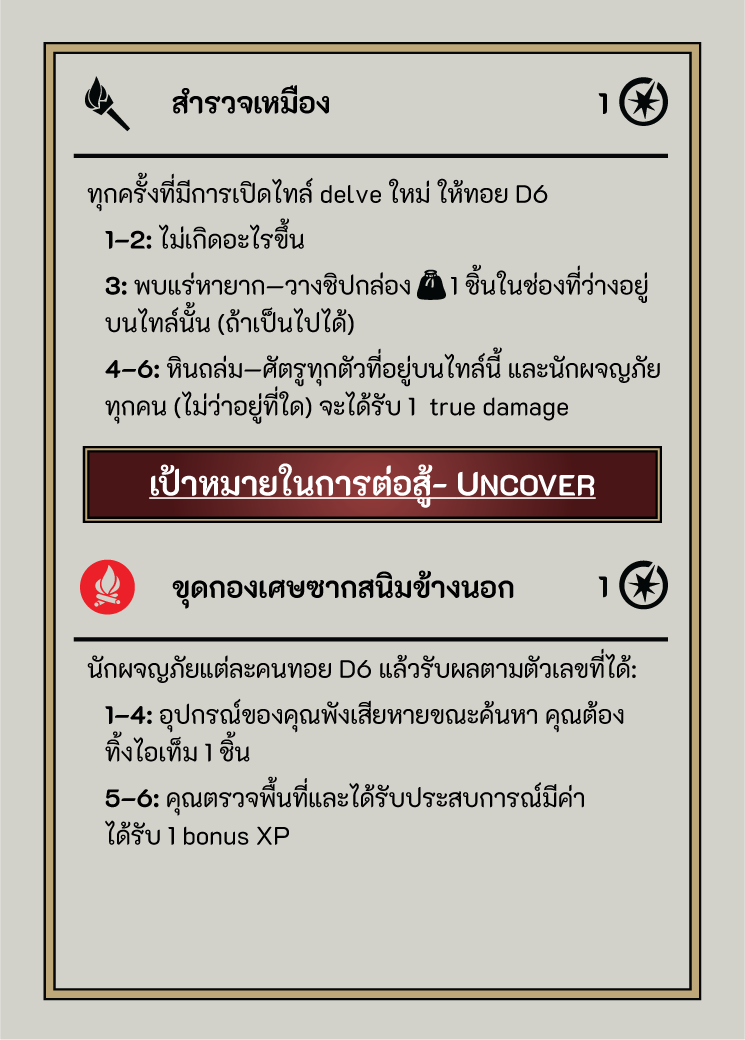 สำรวจเหมือง 1
ทุกครั้งที่มีการเปิดไทล์ delve ใหม่ ให้ทอย D6
1–2: ไม่เกิดอะไรขึ้น
3: พบแร่หายาก–วางชิปกล่อง 1 ชิ้นในช่องที่ว่างอยู่
บนไทล์นั้น (ถ้าเป็นไปได้)
4–6: หินถล่ม–ศัตรูทุกตัวที่อยู่บนไทล์นี้ และนักผจญภัย
ทุกคน (ไม่ว่าอยู่ที่ใด) จะได้รับ 1 true damage
เป้าหมายในการต่อสู้- UNCOVER
ขุดกองเศษซากสนิมข้างนอก 1
นักผจญภัยแต่ละคนทอย D6 แล้วรับผลตามตัวเลขที่ได้:
1–4: อุปกรณ์ของคุณพังเสียหายขณะค้นหา คุณต้อง
ทิ้งไอเท็ม 1 ชิ้น
5–6: คุณตรวจพื้นที่และได้รับประสบการณ์มีค่า
ได้รับ 1 bonus XP